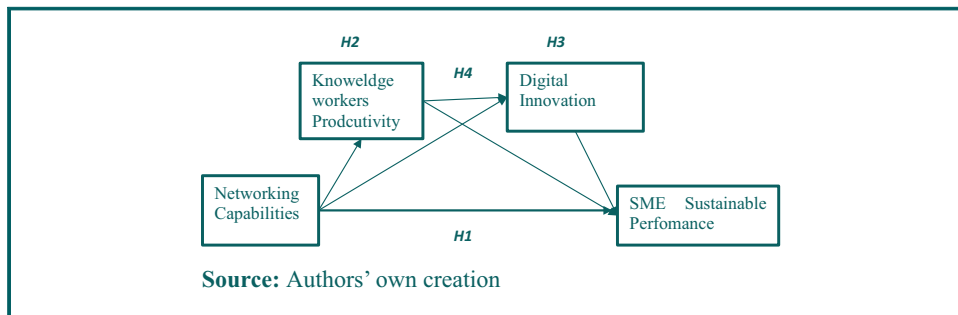 H2
H3
Knoweldge
workers
Prodcutivity
H4
Digital
Innovation
Networking
Capabilities
SME Sustainable
Perfomance
H1
Source: Authors’ own creation